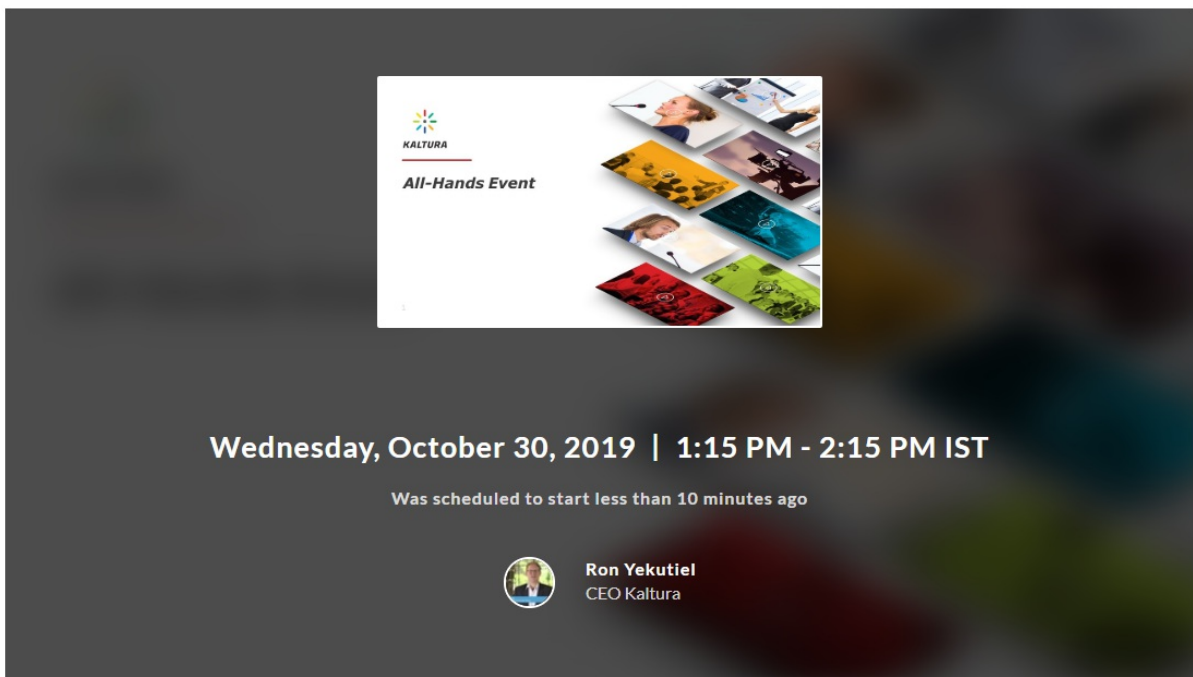 KALTURA
All-Hands Event
Wednesday, October 30, 2019 | 1:15 PM - 2:15 PM IST
Was scheduled to start less than 10 minutes ago
Ron Yekutiel
CEO Kaltura